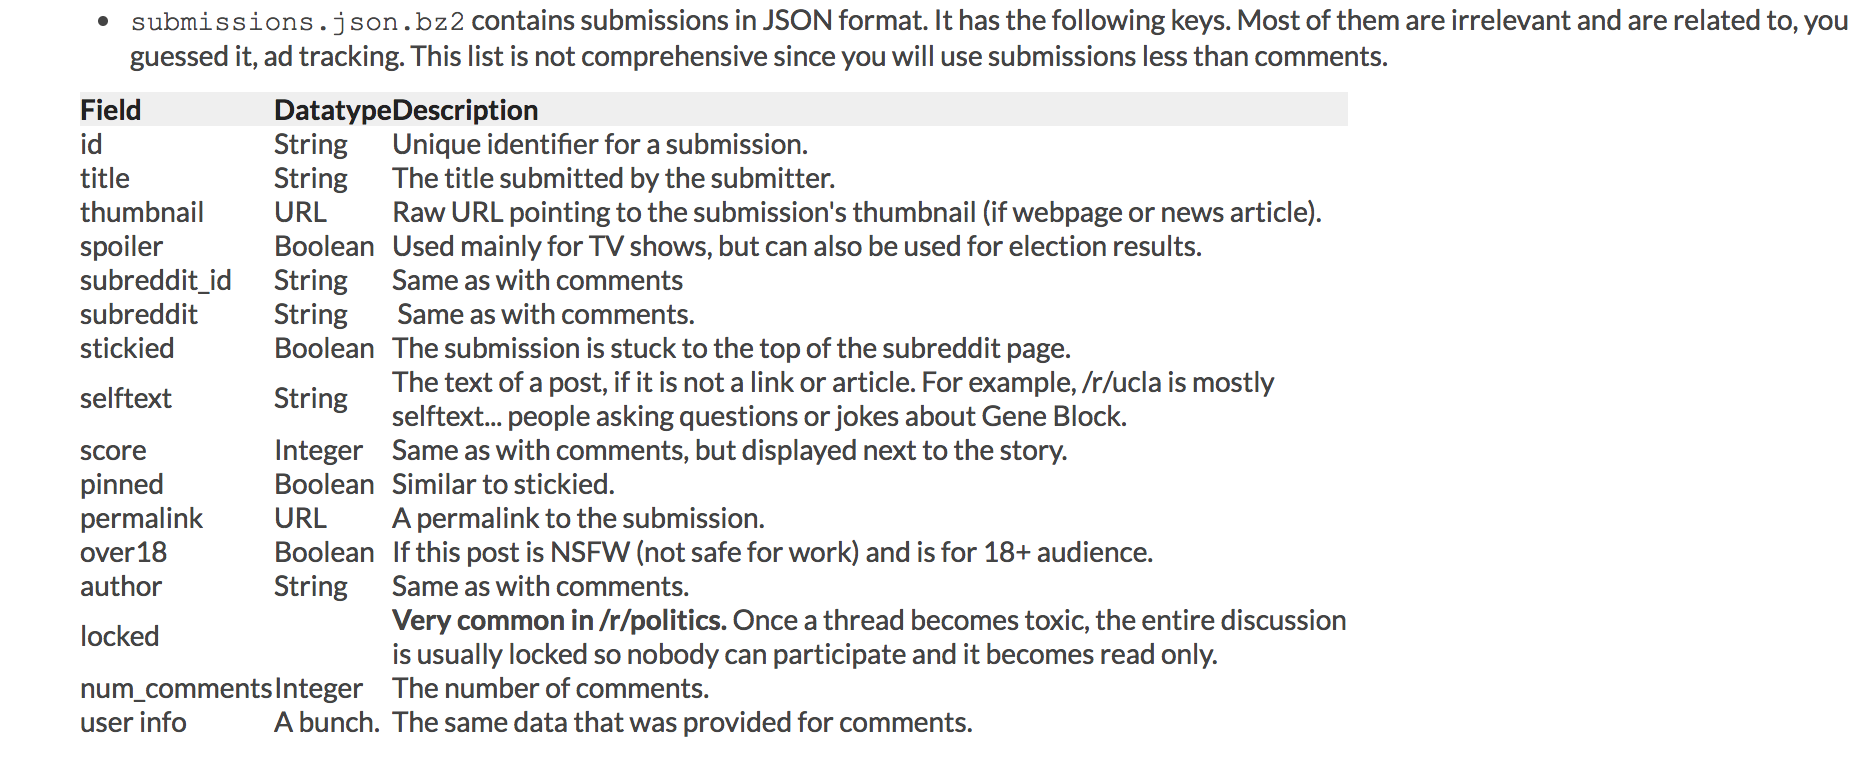 • submissions.json.bz2 contains submissions in JSON format. It has the following keys. Most of them are irrelevant and are related to, you
guessed it, ad tracking. This list is not comprehensive since you will use submissions less than comments.
Field Datatype Description
id String Unique identifier for a submission.
title String The title submitted by the submitter.
thumbnail URL Raw URL pointing to the submission's thumbnail (if webpage or news article).
spoiler Boolean Used mainly for TV shows, but can also be used for election results.
subreddit_id String Same as with comments
subreddit String Same as with comments.
stickied Boolean The submission is stuck to the top of the subreddit page.
selftext String The text of a post, if it is not a link or article. For example, /r/ucla is mostly
selftext... people asking questions or jokes about Gene Block.
score Integer Same as with comments, but displayed next to the story.
pinned Boolean Similar to stickied.
permalink URL A permalink to the submission.
over18 Boolean If this post is NSFW (not safe for work) and is for 18+ audience.
author String Same as with comments.
locked Very common in /r/politics. Once a thread becomes toxic, the entire discussion
is usually locked so nobody can participate and it becomes read only.
num_comments Integer The number of comments.
user info A bunch. The same data that was provided for comments.